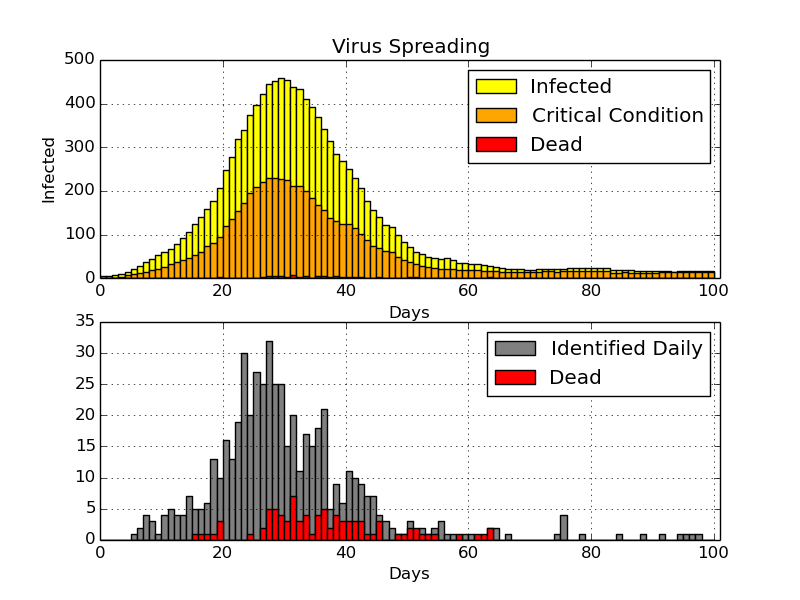 Virus Spreading
500
400
300
200
100
0
Infected
Infected
Critical Condition
Dead
0 20 40 60 80 100
Days
35
30
25
20
15
10
5
0
Identified Daily
Dead
0 20 40 60 80 100
Days